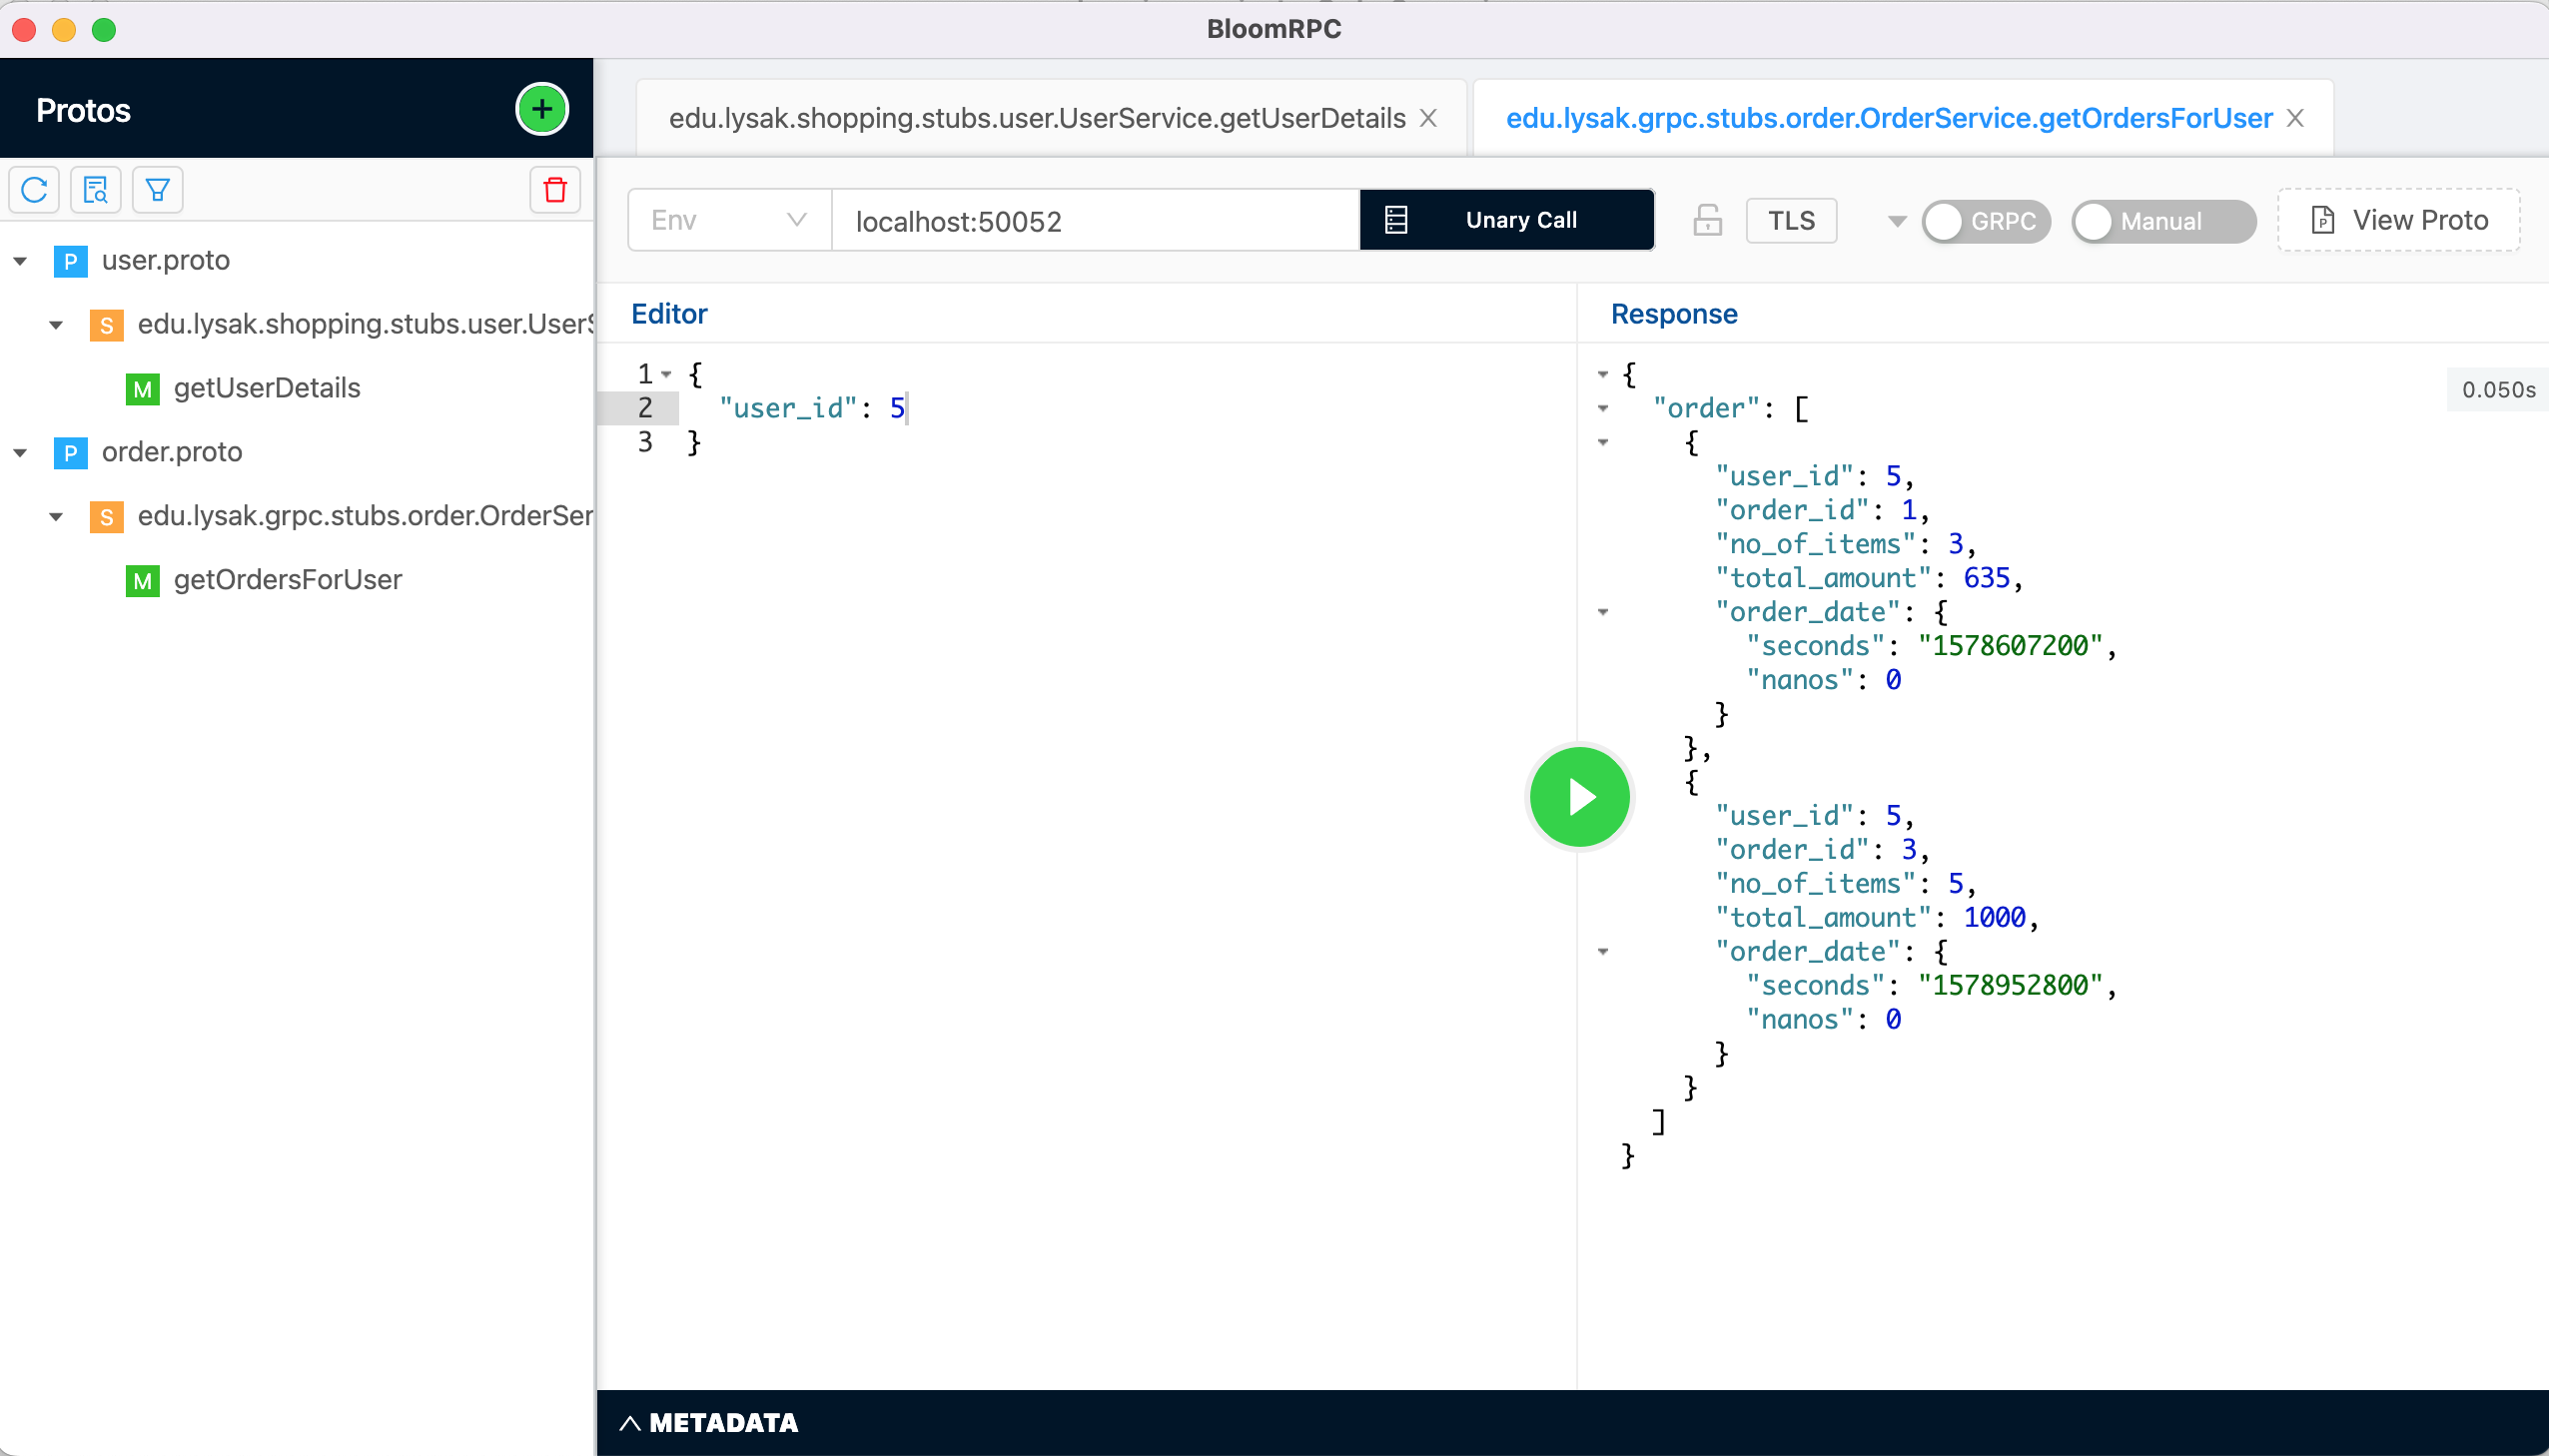 BloomRPC
Protos
edu.lysak.shopping.stubs.user.UserService.getUserDetails
edu.lysak.grpc.stubs.order.OrderService.getOrdersForUser
Env
localhost:50052
Unary Call
TLS
GRPC
Manual
View Proto
P user.proto
S edu.lysak.shopping.stubs.user.UserS
M getUserDetails
P order.proto
S edu.lysak.grpc.stubs.order.OrderSer
M getOrdersForUser
Editor
1 {
2 "user_id": 5
3 }
Response
0.050s
{
"order": [
{
"user_id": 5,
"order_id": 1,
"no_of_items": 3,
"total_amount": 635,
"order_date": {
"seconds": "1578607200",
"nanos": 0
}
},
{
"user_id": 5,
"order_id": 3,
"no_of_items": 5,
"total_amount": 1000,
"order_date": {
"seconds": "1578952800",
"nanos": 0
}
}
]
}
METADATA